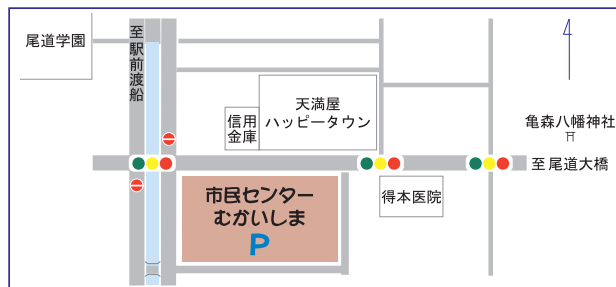 尾道学園
至駅前渡船
信用
金庫
天満屋
ハッピータウン
亀森八幡神社
至尾道大橋
得本医院
市民センター
むかいしま
P